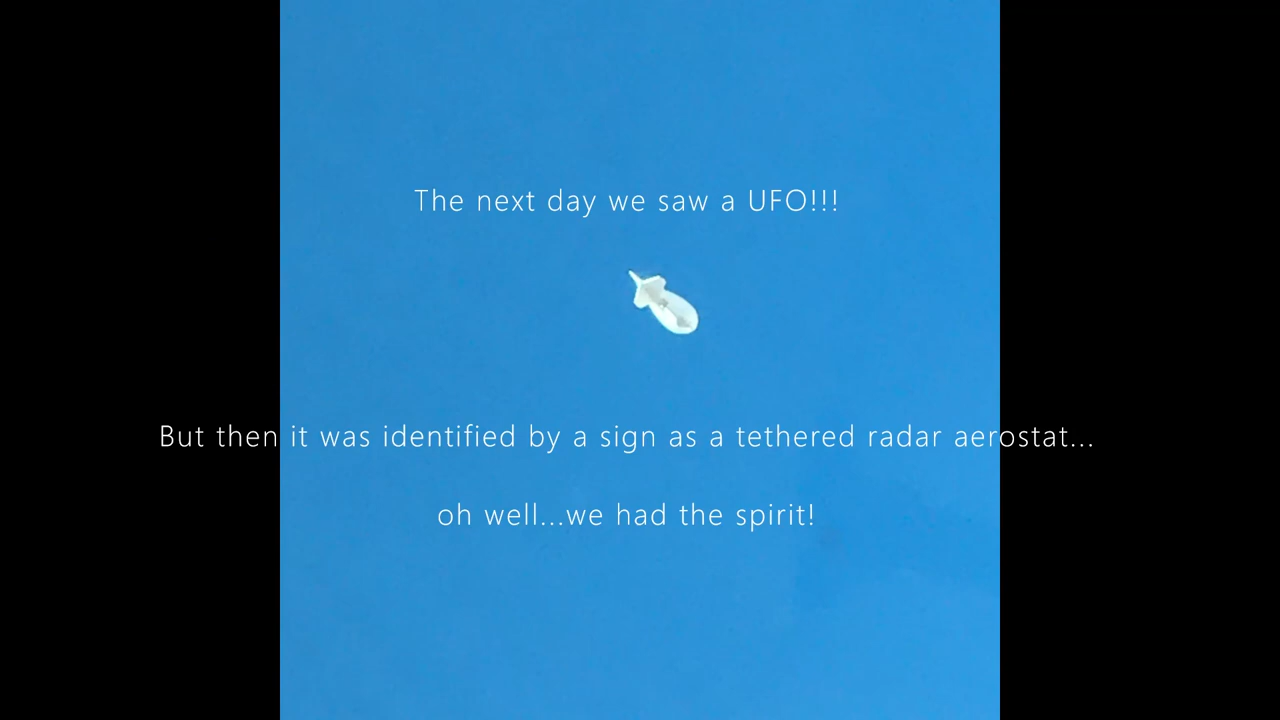 The next day we saw a UFO!!!
But then it was identified by a sign as a tethered radar aerostat...
oh well...we had the spirit!